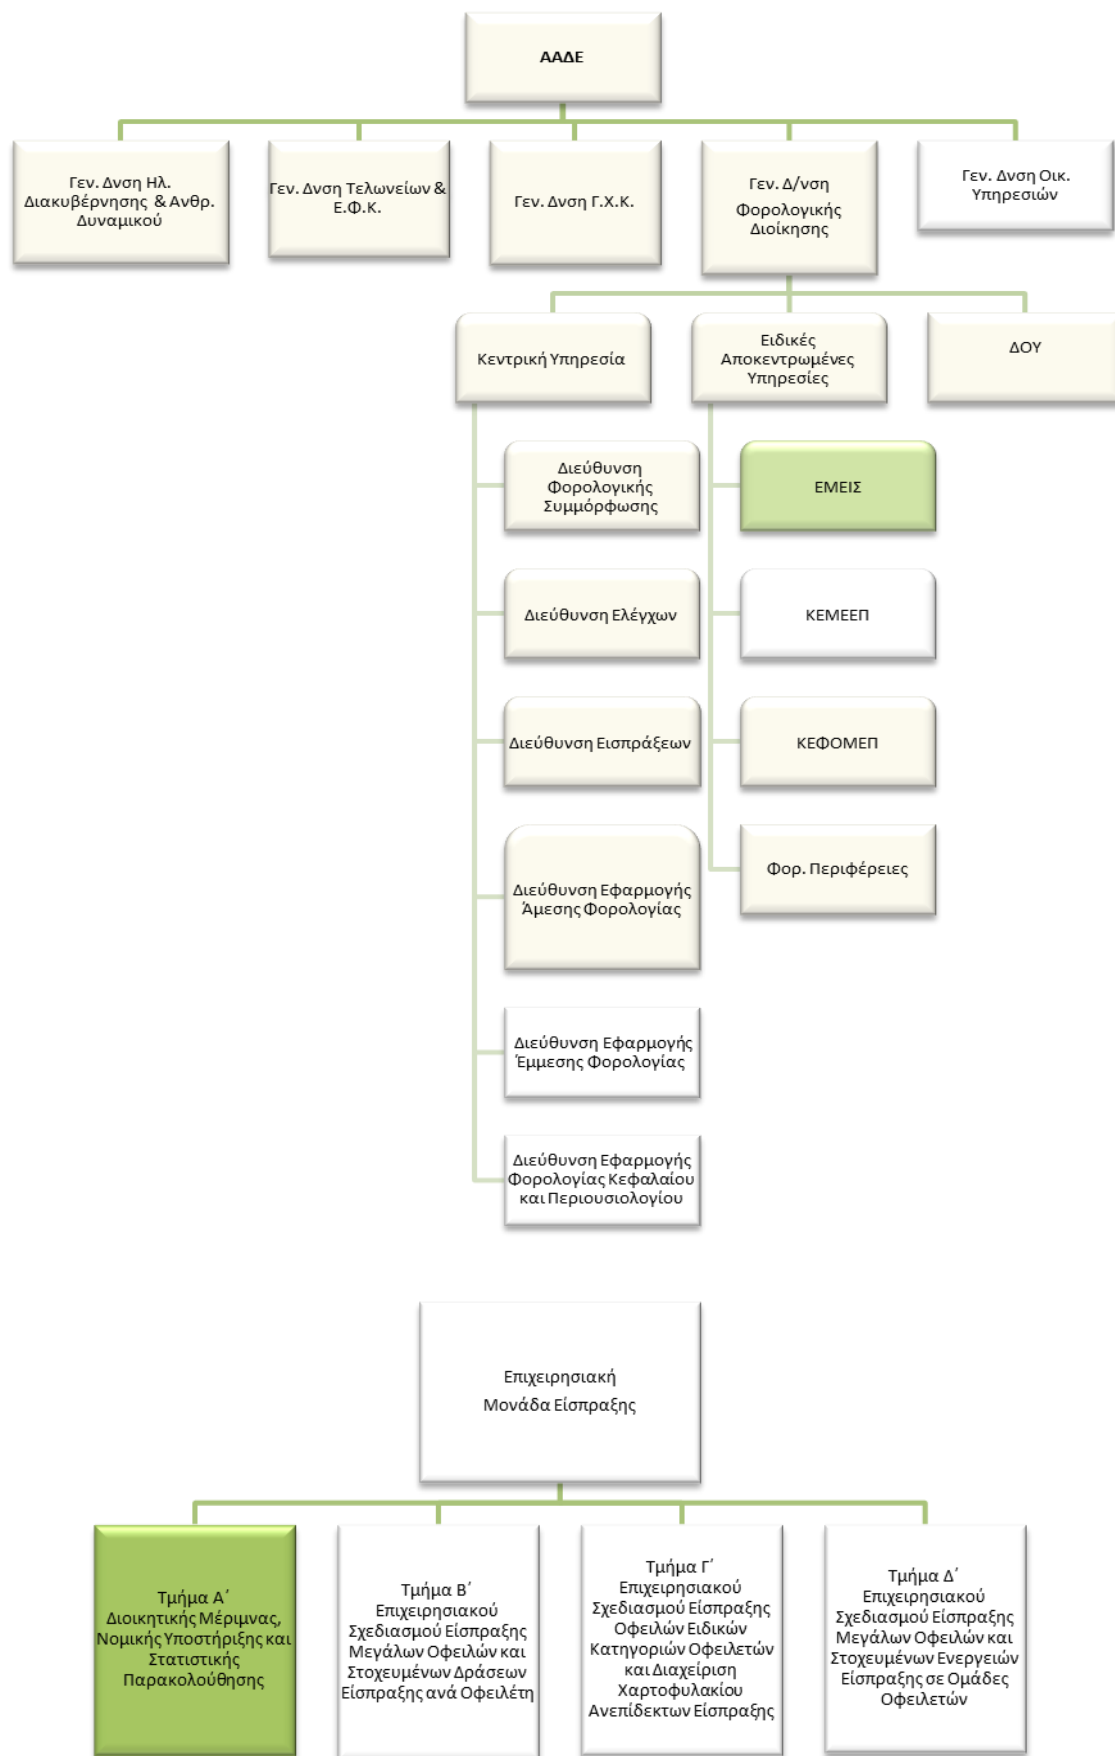 ΑΑΔΕ
Γεν. Δνση Ηλ.
Διακυβέρνησης & Ανθρ.
Δυναμικού
Γεν. Δνση Τελωνείων &
Ε.Φ.Κ.
Γεν. Δνση Γ.Χ.Κ.
Γεν. Δ/νση
Φορολογικής
Διοίκησης
Γεν. Δνση Οικ.
Υπηρεσιών
Κεντρική Υπηρεσία
Ειδικές
Αποκεντρωμένες
Υπηρεσίες
ΔΟΥ
Διεύθυνση
Φορολογικής
Συμμόρφωσης
Διεύθυνση Ελέγχων
Διεύθυνση Εισπράξεων
Διεύθυνση Εφαρμογής
Άμεσης Φορολογίας
Διεύθυνση Εφαρμογής
Έμμεσης Φορολογίας
Διεύθυνση Εφαρμογής
Φορολογίας Κεφαλαίου
και Περιουσιολογίου
ΕΜΕΙΣ
ΚΕΜΕΕΠ
ΚΕΦΟΜΕΠ
Φορ. Περιφέρειες
Επιχειρησιακή
Μονάδα Είσπραξης
Τμήμα Α΄
Διοικητικής Μέριμνας,
Νομικής Υποστήριξης και
Στατιστικής
Παρακολούθησης
Τμήμα Β΄
Επιχειρησιακού
Σχεδιασμού Είσπραξης
Μεγάλων Οφειλών και
Στοχευμένων Δράσεων
Είσπραξης ανά Οφειλέτη
Τμήμα Γ΄
Επιχειρησιακού
Σχεδιασμού Είσπραξης
Οφειλών Ειδικών
Κατηγοριών Οφειλετών
και Διαχείριση
Χαρτοφυλακίου
Ανεπίδεκτων Είσπραξης
Τμήμα Δ΄
Επιχειρησιακού
Σχεδιασμού Είσπραξης
Μεγάλων Οφειλών και
Στοχευμένων Ενεργειών
Είσπραξης σε Ομάδες
Οφειλετών